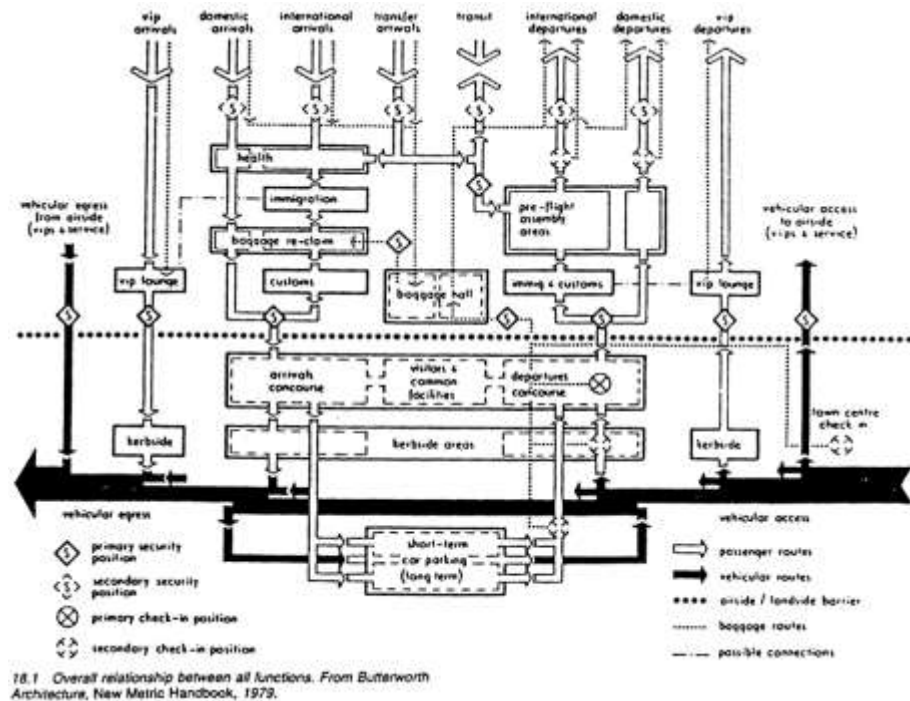 vip
arrivals
domestic
arrivals
international
arrivals
transfer
arrivals
transit
international
departures
domestic
departures
vip
departures
health
immigration
baggage re-claim
customs
baggage hall
pre-flight
assembly
areas
immig & customs
vehicular egress
from airside
(vips & service)
vehicular access
to airside
(vips & service)
vip lounge
vip lounge
arrivals
concourse
visitors &
common
facilities
departures
concourse
town centre
check in
kerbside
kerbside areas
kerbside
vehicular egress
vehicular access
short-term
car parking
(long term)
primary security
position
secondary security
position
primary check-in position
secondary check-in position
passenger routes
vehicular routes
airside / landside barrier
baggage routes
possible connections
18.1 Overall relationship between all functions. From Butterworth
Architecture, New Metric Handbook, 1979.